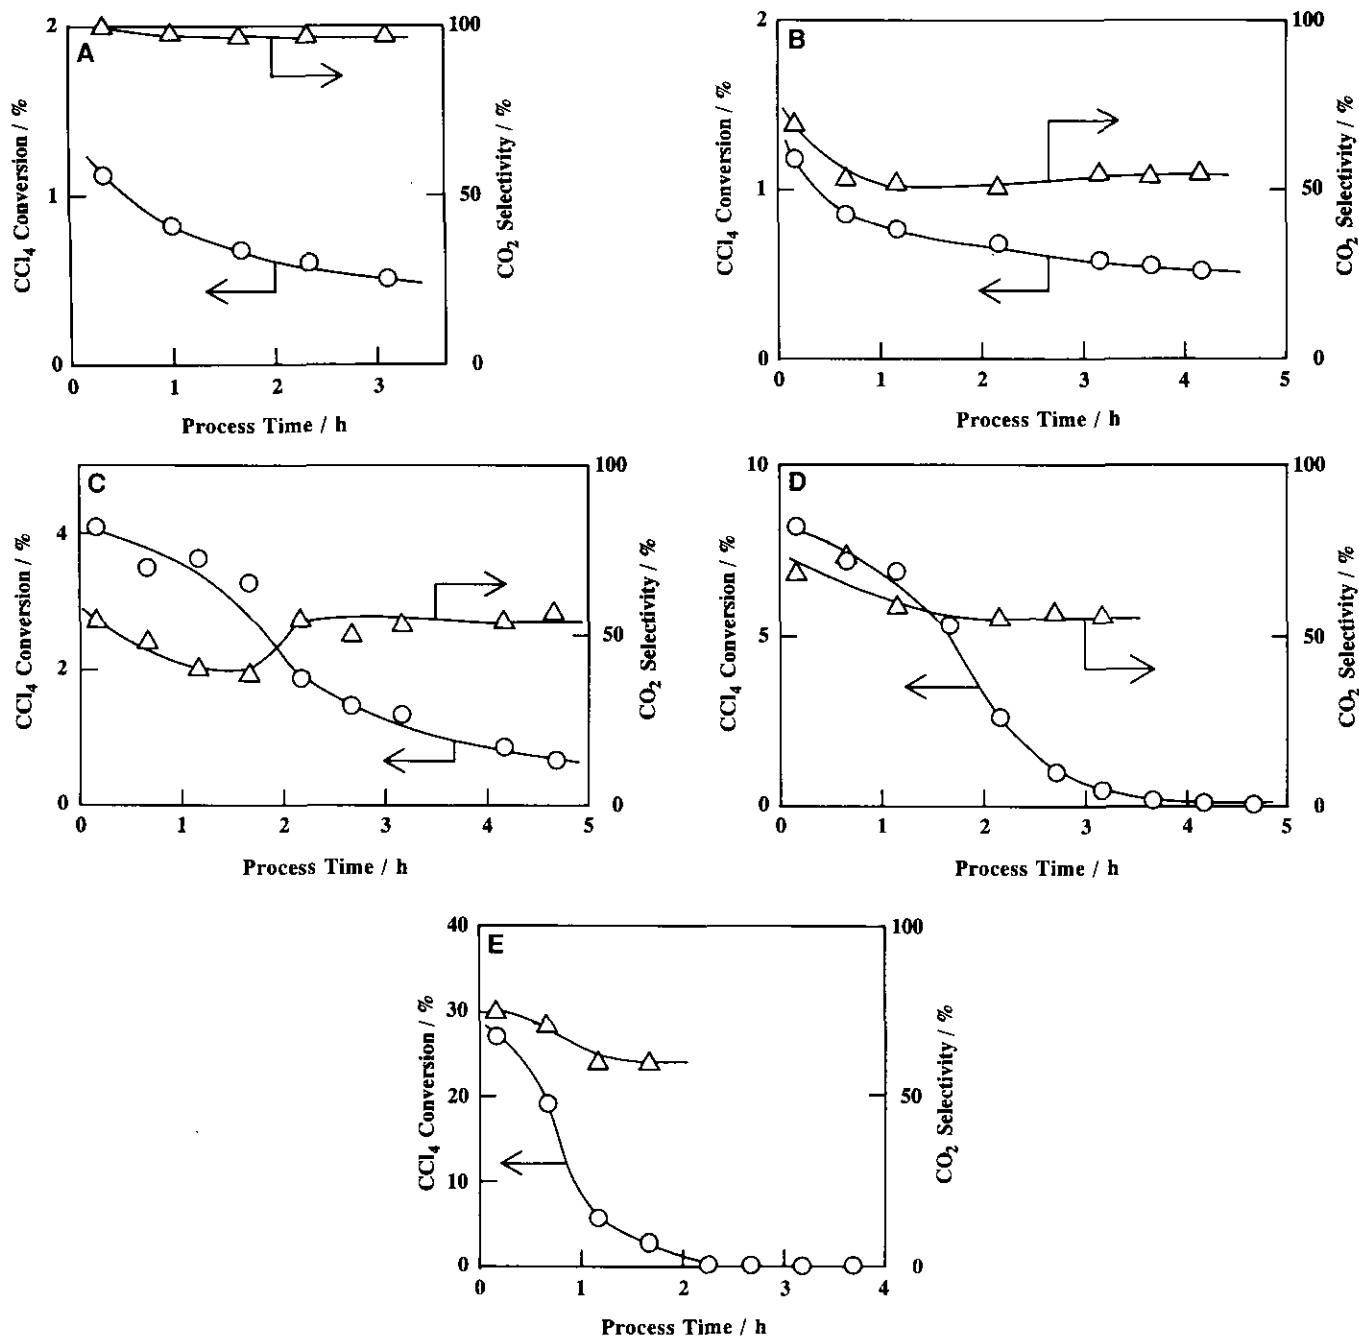 A
2
1
0
CCl4 Conversion / %
100
50
0
CO2 Selectivity / %
0 1 2 3
Process Time / h
B
2
1
0
CCl4 Conversion / %
100
50
0
CO2 Selectivity / %
0 1 2 3 4 5
Process Time / h
C
4
2
0
CCl4 Conversion / %
100
50
0
CO2 Selectivity / %
0 1 2 3 4 5
Process Time / h
D
10
5
0
CCl4 Conversion / %
100
50
0
CO2 Selectivity / %
0 1 2 3 4 5
Process Time / h
E
40
30
20
10
0
CCl4 Conversion / %
100
50
0
CO2 Selectivity / %
0 1 2 3 4
Process Time / h